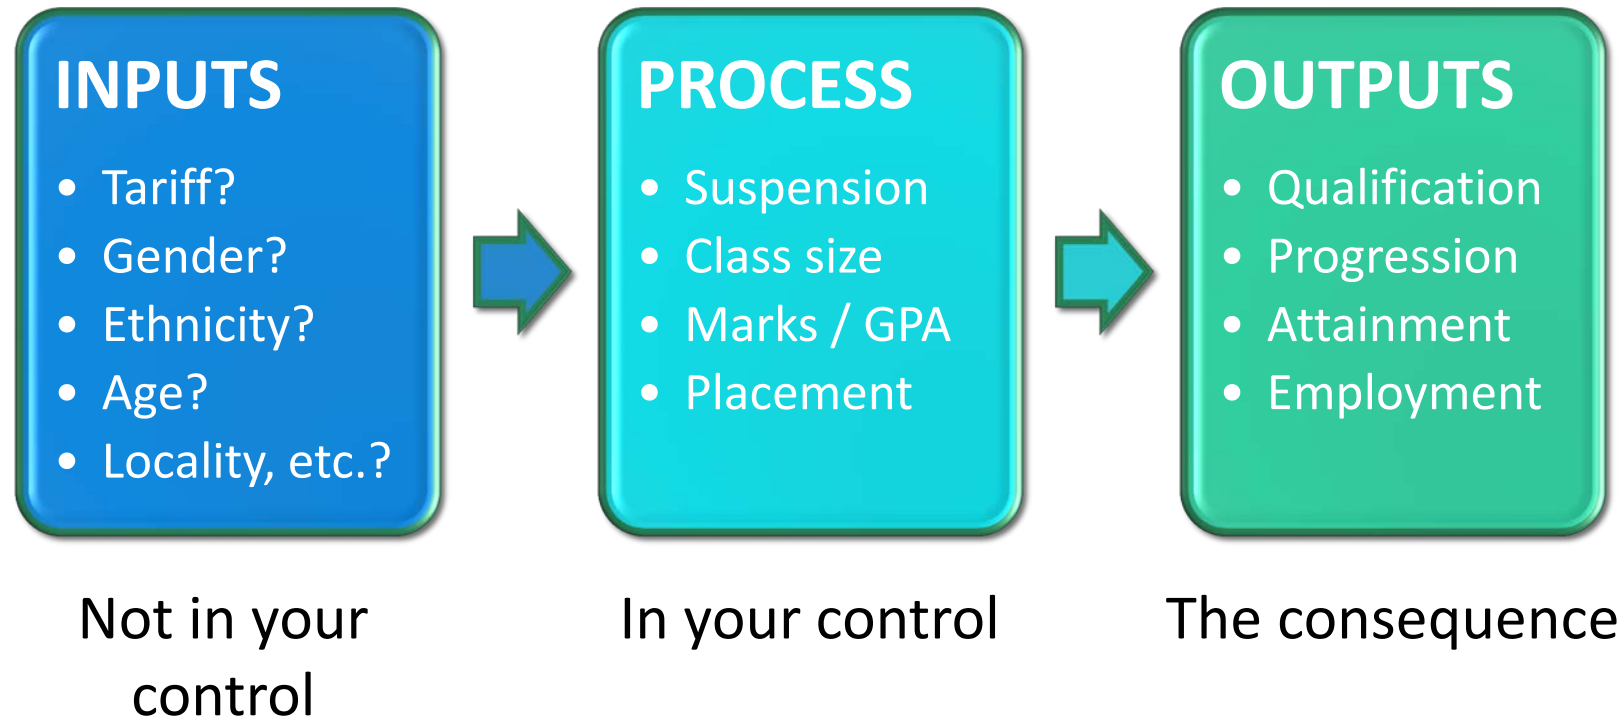 INPUTS
• Tariff?
• Gender?
• Ethnicity?
• Age?
• Locality, etc.?
Not in your
control
PROCESS
• Suspension
• Class size
• Marks / GPA
• Placement
In your control
OUTPUTS
• Qualification
• Progression
• Attainment
• Employment
The consequence